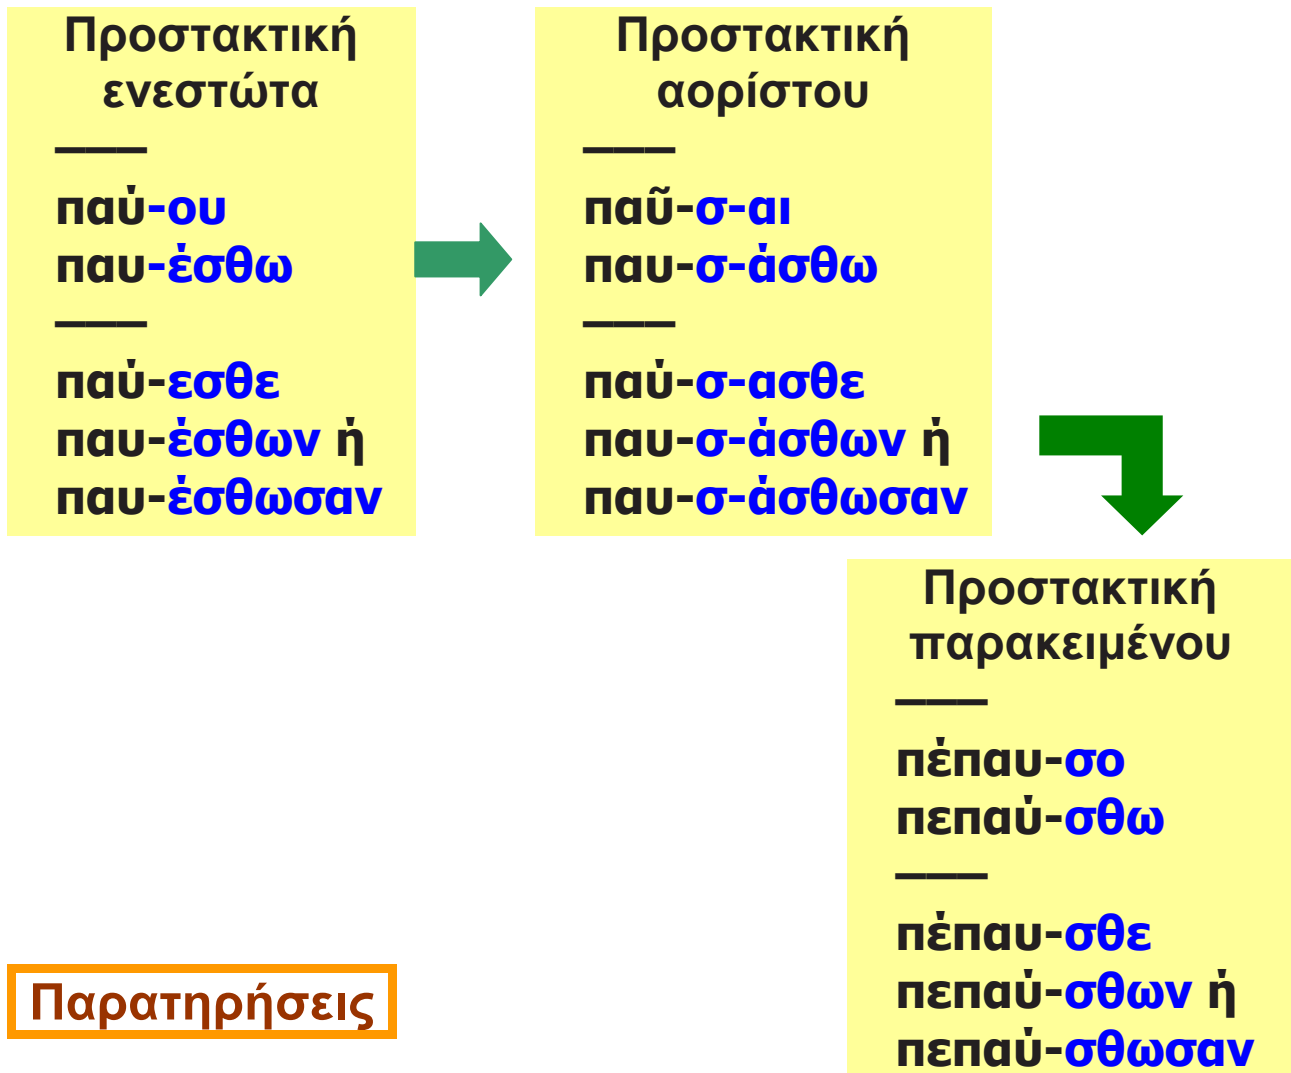 Προστακτική
ενεστώτα
———
παύ-ου
παυ-έσθω
———
παύ-εσθε
παυ-έσθων ή
παυ-έσθωσαν
Προστακτική
αορίστου
———
παῦ-σ-αι
παυ-σ-άσθω
———
παύ-σ-ασθε
παυ-σ-άσθων ή
παυ-σ-άσθωσαν
Προστακτική
παρακειμένου
———
πέπαυ-σο
πεπαύ-σθω
———
πέπαυ-σθε
πεπαύ-σθων ή
πεπαύ-σθωσαν
Παρατηρήσεις